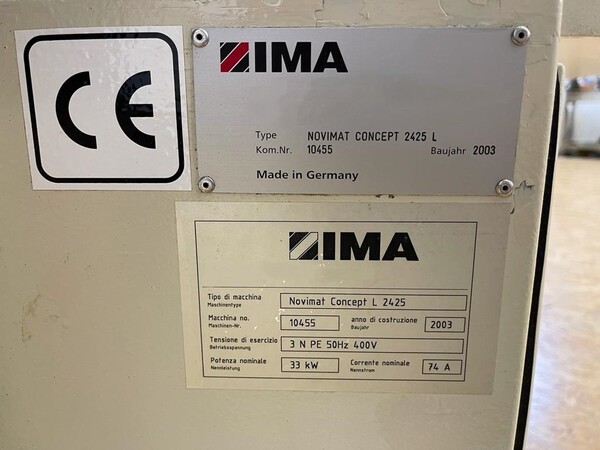 CE
IMA
Type NOVIMAT CONCEPT 2425 L
Kom.Nr. 10455 Baujahr 2003
Made in Germany
IMA
Tipo di macchina Novimat Concept L 2425
Maschinentype
Macchina no. 10455 anno di costruzione 2003
Maschinen-Nr. Baujahr
Tensione di esercizio 3 N PE 50Hz 400V
Betriebsspannung
Potenza nominale 33 kW Corrente nominale 74 A
Nennleistung Nennstrom